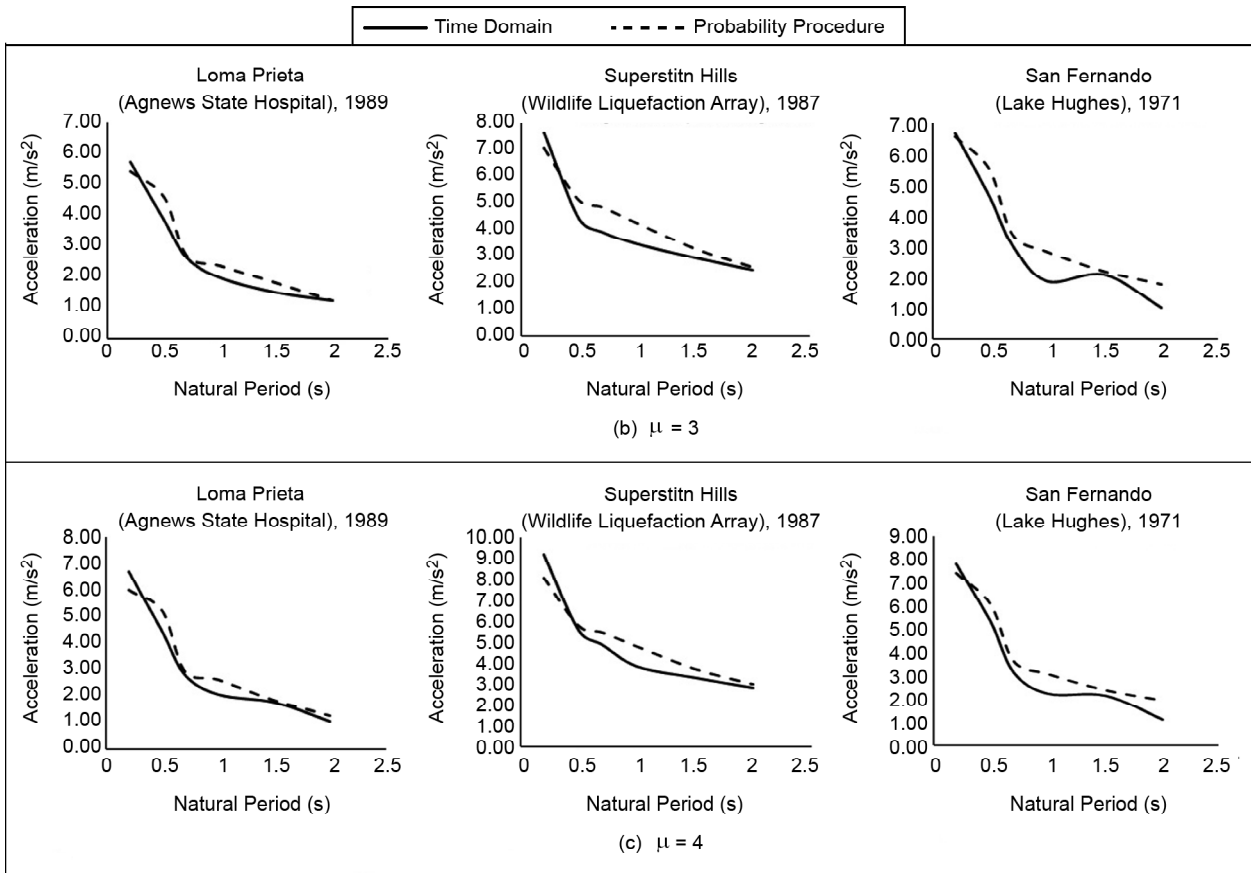 Time Domain
Probability Procedure
Loma Prieta
(Agnews State Hospital), 1989
Acceleration (m/s²)
7.00
6.00
5.00
4.00
3.00
2.00
1.00
0.00
0 0.5 1 1.5 2 2.5
Natural Period (s)
Superstitn Hills
(Wildlife Liquefaction Array), 1987
Acceleration (m/s²)
8.00
7.00
6.00
5.00
4.00
3.00
2.00
1.00
0.00
0 0.5 1 1.5 2 2.5
Natural Period (s)
San Fernando
(Lake Hughes), 1971
Acceleration (m/s²)
7.00
6.00
5.00
4.00
3.00
2.00
1.00
0.00
0 0.5 1 1.5 2 2.5
Natural Period (s)
(b) μ = 3
Loma Prieta
(Agnews State Hospital), 1989
Acceleration (m/s²)
8.00
7.00
6.00
5.00
4.00
3.00
2.00
1.00
0.00
0 0.5 1 1.5 2 2.5
Natural Period (s)
Superstitn Hills
(Wildlife Liquefaction Array), 1987
Acceleration (m/s²)
10.00
9.00
8.00
7.00
6.00
5.00
4.00
3.00
2.00
1.00
0.00
0 0.5 1 1.5 2 2.5
Natural Period (s)
San Fernando
(Lake Hughes), 1971
Acceleration (m/s²)
9.00
8.00
7.00
6.00
5.00
4.00
3.00
2.00
1.00
0.00
0 0.5 1 1.5 2 2.5
Natural Period (s)
(c) μ = 4